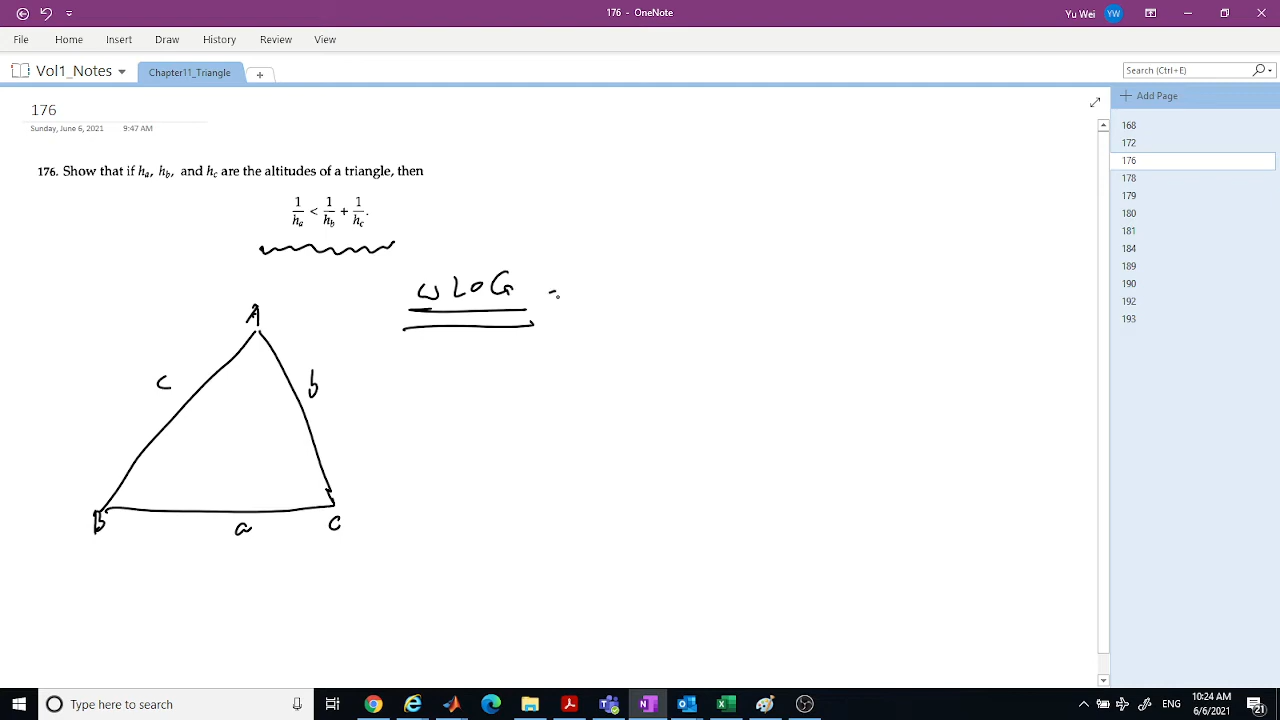 176 - OneNote
Yu Wei YW
File Home Insert Draw History Review View
Vol1_Notes Chapter11_Triangle +
Search (Ctrl+E)
Add Page
176
Sunday, June 6, 2021 9:47 AM
176. Show that if hₐ, h_b, and h_c are the altitudes of a triangle, then
1/hₐ < 1/h_b + 1/h_c.
WLOG
A
c b
B C
a
168
172
176
178
179
180
181
184
189
190
192
193
Type here to search
ENG
10:24 AM
6/6/2021
21